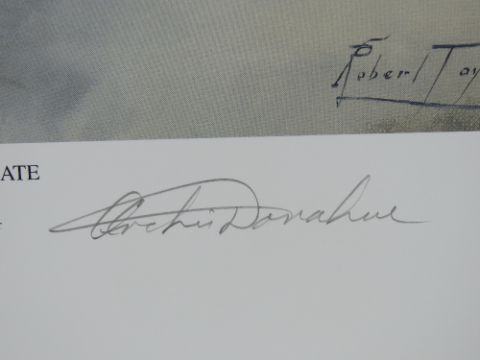 Robert Tay
ATE
Archie Donahue